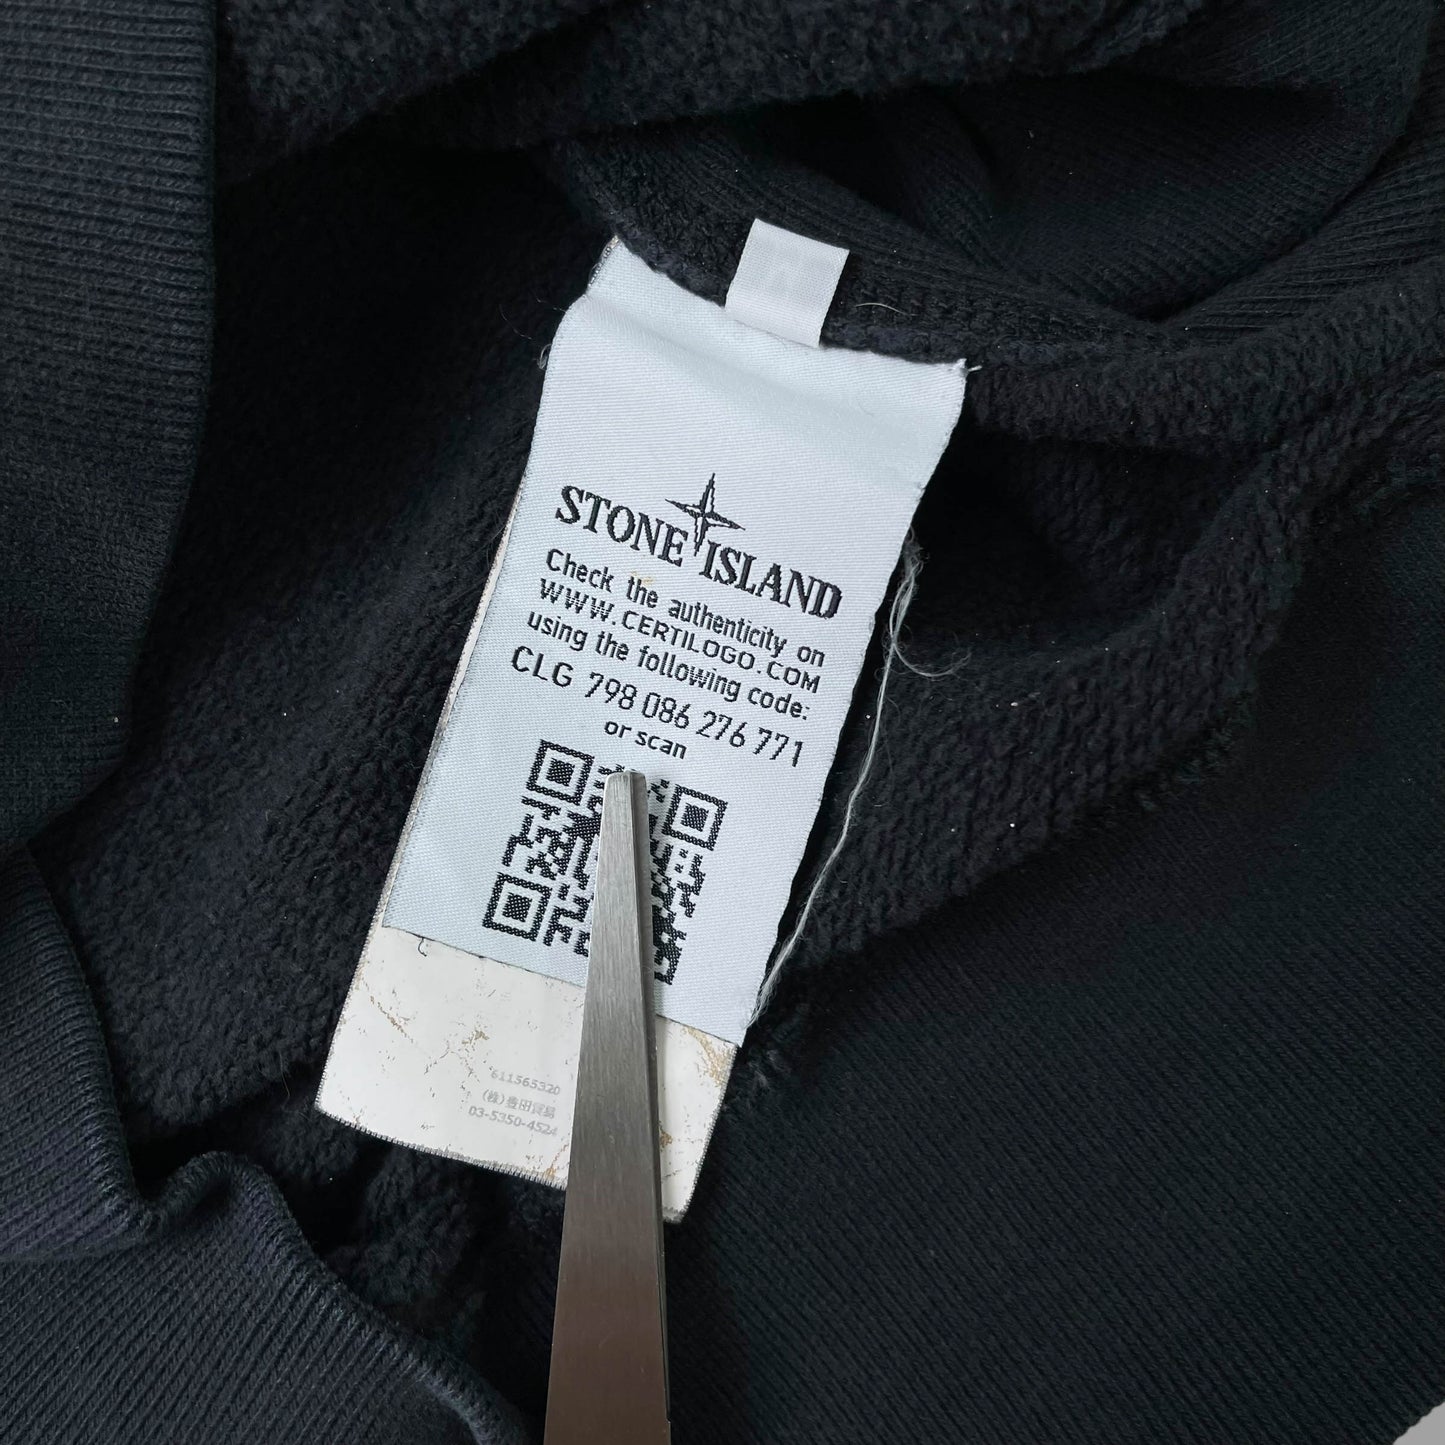 STONE ISLAND
Check the authenticity on
WWW.CERTILOGO.COM
using the following code:
CLG 798 086 276 771
or scan
611565320
(株)豊田貿易
03-5350-4524